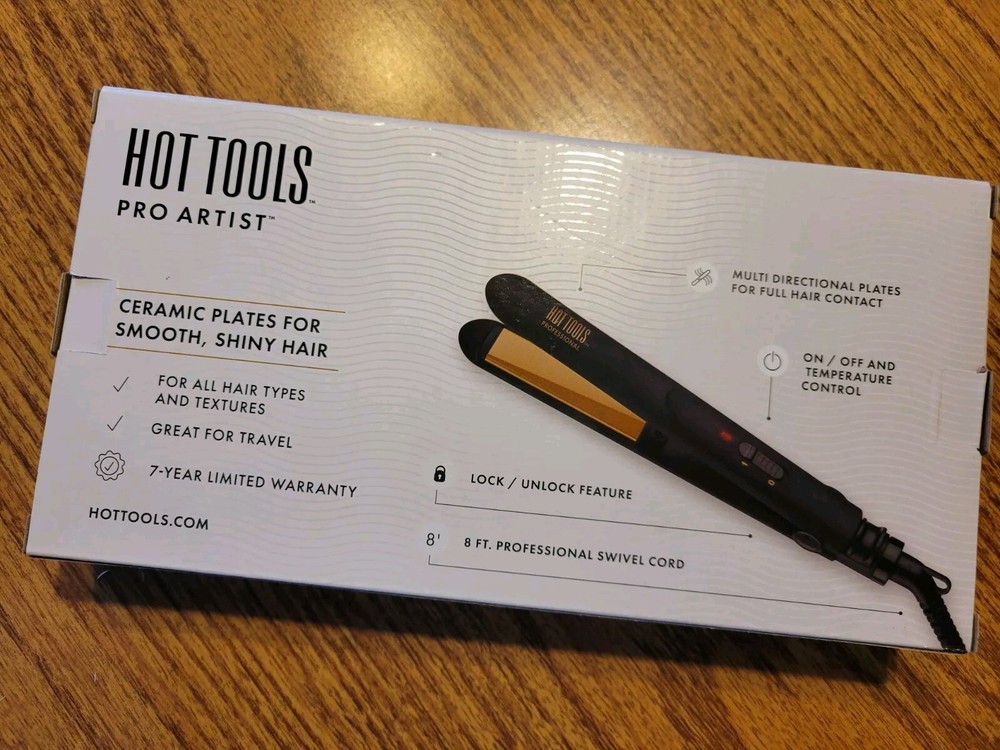 HOT TOOLS™
PRO ARTIST™
CERAMIC PLATES FOR
SMOOTH, SHINY HAIR
FOR ALL HAIR TYPES
AND TEXTURES
GREAT FOR TRAVEL
7-YEAR LIMITED WARRANTY
HOTTOOLS.COM
HOT TOOLS
PROFESSIONAL
MULTI DIRECTIONAL PLATES
FOR FULL HAIR CONTACT
ON / OFF AND
TEMPERATURE
CONTROL
LOCK / UNLOCK FEATURE
8' 8 FT. PROFESSIONAL SWIVEL CORD